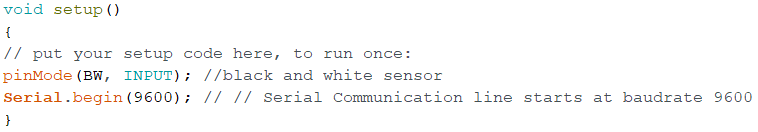 void setup()
{
// put your setup code here, to run once:
pinMode(BW, INPUT); //black and white sensor
Serial.begin(9600); // // Serial Communication line starts at baudrate 9600
}